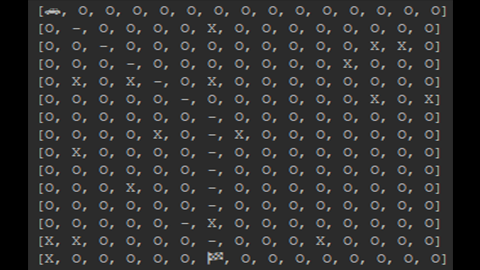 [🚗, O, O, O, O, O, O, O, O, O, O, O, O, O, O]
[O, -, O, O, O, O, X, O, O, O, O, O, O, O, O]
[O, O, -, O, O, O, O, O, O, O, O, O, X, X, O]
[O, O, O, -, O, O, O, O, O, O, O, X, O, O, O]
[O, X, O, X, -, O, X, O, O, O, O, O, O, O, O]
[O, O, O, O, O, -, O, O, O, O, O, O, X, O, X]
[O, O, O, O, O, O, -, O, O, O, O, O, O, O, O]
[O, O, O, O, X, O, -, X, O, O, O, O, O, O, O]
[O, X, O, O, O, O, -, O, O, O, O, O, O, O, O]
[O, O, O, O, O, O, -, O, O, O, O, O, O, O, O]
[O, O, O, X, O, O, -, O, O, O, O, O, O, O, O]
[O, O, O, O, O, O, -, O, O, O, O, O, O, O, O]
[O, O, O, O, O, -, X, O, O, O, O, O, O, O, O]
[X, X, O, O, O, O, -, O, O, O, X, O, O, O, O]
[X, O, O, O, O, O, 🏁, O, O, O, O, O, O, O, O]